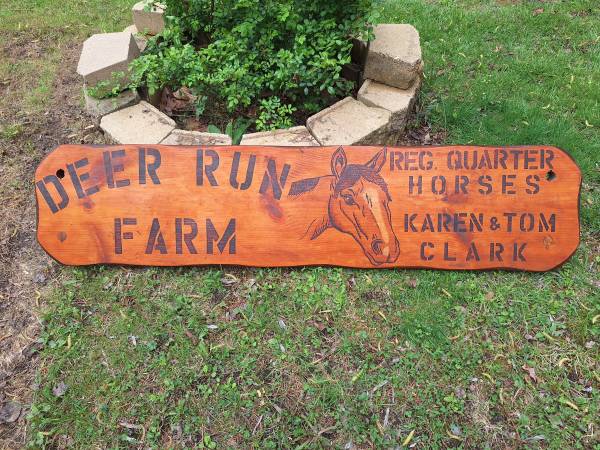 DEER RUN
FARM
REG. QUARTER
HORSES
KAREN & TOM
CLARK